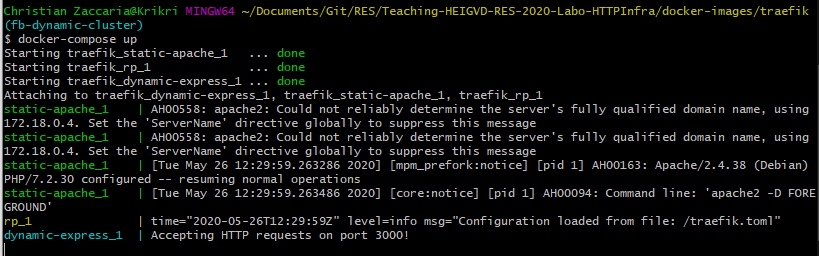 Christian Zaccaria@Krikri MINGW64 ~/Documents/Git/RES/Teaching-HEIGVD-RES-2020-Labo-HTTPInfra/docker-images/traefik
(fb-dynamic-cluster)
$ docker-compose up
Starting traefik_static-apache_1   ... done
Starting traefik_rp_1              ... done
Starting traefik_dynamic-express_1 ... done
Attaching to traefik_dynamic-express_1, traefik_static-apache_1, traefik_rp_1
static-apache_1    | AH00558: apache2: Could not reliably determine the server's fully qualified domain name, using
172.18.0.4. Set the 'ServerName' directive globally to suppress this message
static-apache_1    | AH00558: apache2: Could not reliably determine the server's fully qualified domain name, using
172.18.0.4. Set the 'ServerName' directive globally to suppress this message
static-apache_1    | [Tue May 26 12:29:59.263286 2020] [mpm_prefork:notice] [pid 1] AH00163: Apache/2.4.38 (Debian)
PHP/7.2.30 configured -- resuming normal operations
static-apache_1    | [Tue May 26 12:29:59.263486 2020] [core:notice] [pid 1] AH00094: Command line: 'apache2 -D FORE
GROUND'
rp_1               | time="2020-05-26T12:29:59Z" level=info msg="Configuration loaded from file: /traefik.toml"
dynamic-express_1  | Accepting HTTP requests on port 3000!